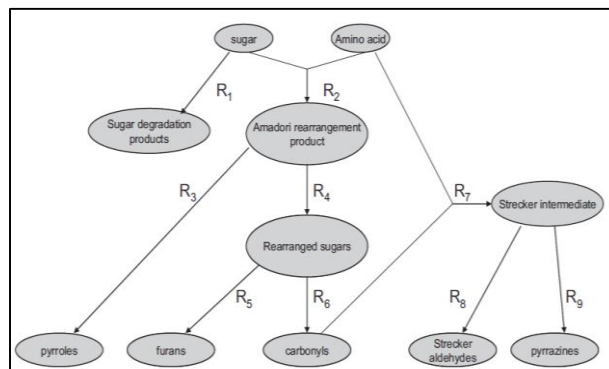 sugar
Amino acid
R1
R2
Sugar degradation
products
Amadori rearrangement
product
R3
R4
R7
Strecker intermediate
Rearranged sugars
R5
R6
R8
R9
pyrroles
furans
carbonyls
Strecker
aldehydes
pyrrazines